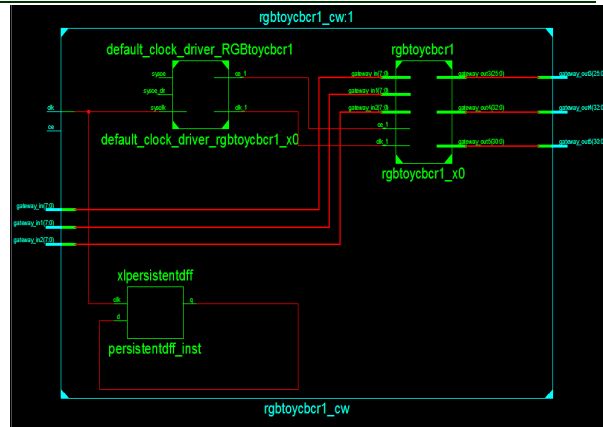 rgbtoycbcr1_cw:1
default_clock_driver_RGBtoycbcr1
rgbtoycbcr1
sysce
ce_1
sysce_clr
sysclk
clk_1
default_clock_driver_rgbtoycbcr1_x0
gateway_in(7:0)
gateway_in1(7:0)
gateway_in2(7:0)
ce_1
clk_1
gateway_out3(25:0)
gateway_out4(32:0)
gateway_out5(30:0)
rgbtoycbcr1_x0
gateway_out3(25:0
gateway_out4(32:0
gateway_out5(30:0
clk
ce
gateway_in(7:0)
gateway_in1(7:0)
gateway_in2(7:0)
xlpersistentdff
clk
q
d
persistentdff_inst
rgbtoycbcr1_cw